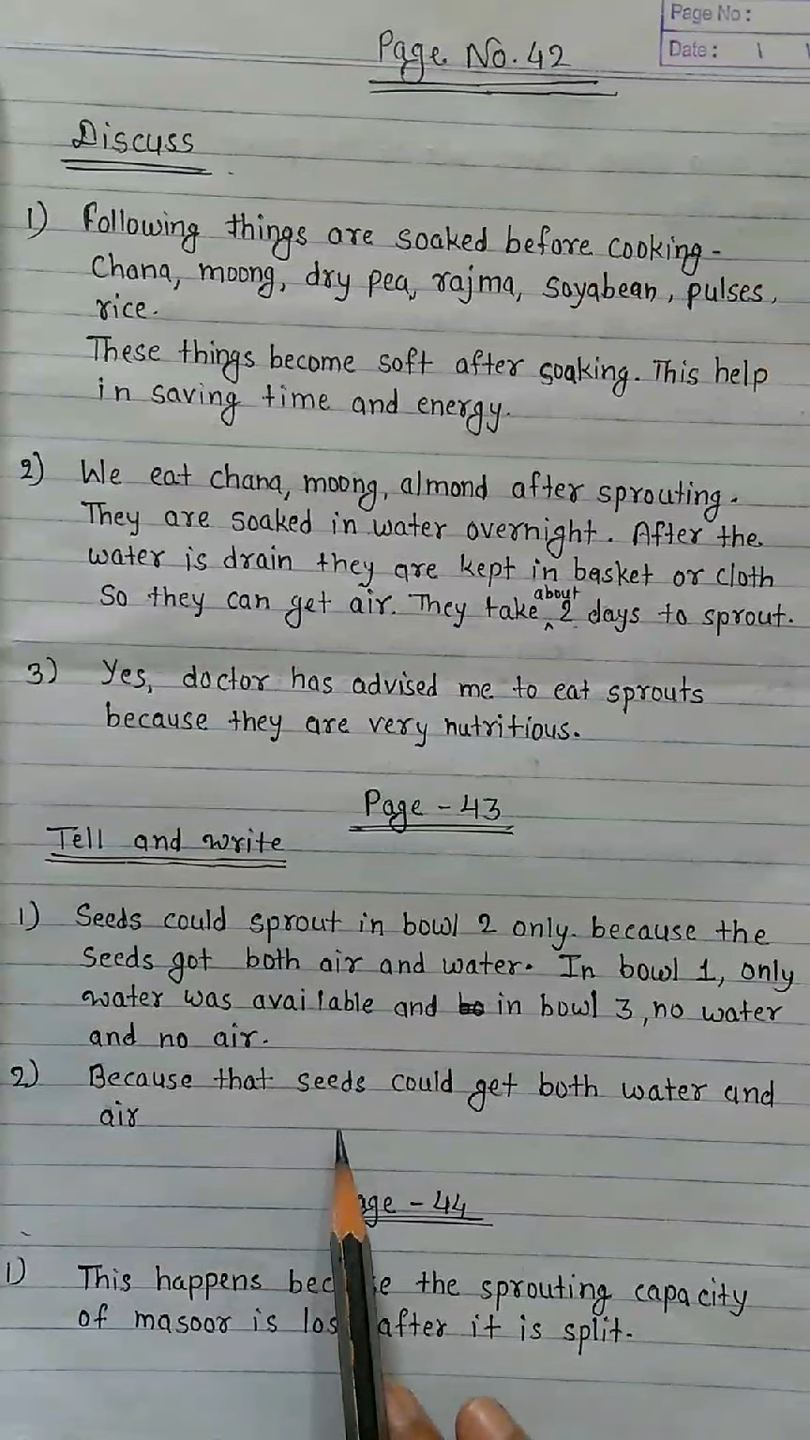 Page No :
Date :   \   \
Page No. 42
Discuss
1) Following things are soaked before cooking -
Chana, moong, dry pea, rajma, soyabean, pulses,
rice.
These things become soft after soaking. This help
in saving time and energy.
2) We eat chana, moong, almond after sprouting.
They are soaked in water overnight. After the
water is drain they are kept in basket or cloth
So they can get air. They take about 2 days to sprout.
3) Yes, doctor has advised me to eat sprouts
because they are very nutritious.
Page - 43
Tell and write
1) Seeds could sprout in bowl 2 only. because the
seeds got both air and water. In bowl 1, only
water was available and in bowl 3, no water
and no air.
2) Because that seeds could get both water and
air
age - 44
1) This happens bec e the sprouting capacity
of masoor is los after it is split.